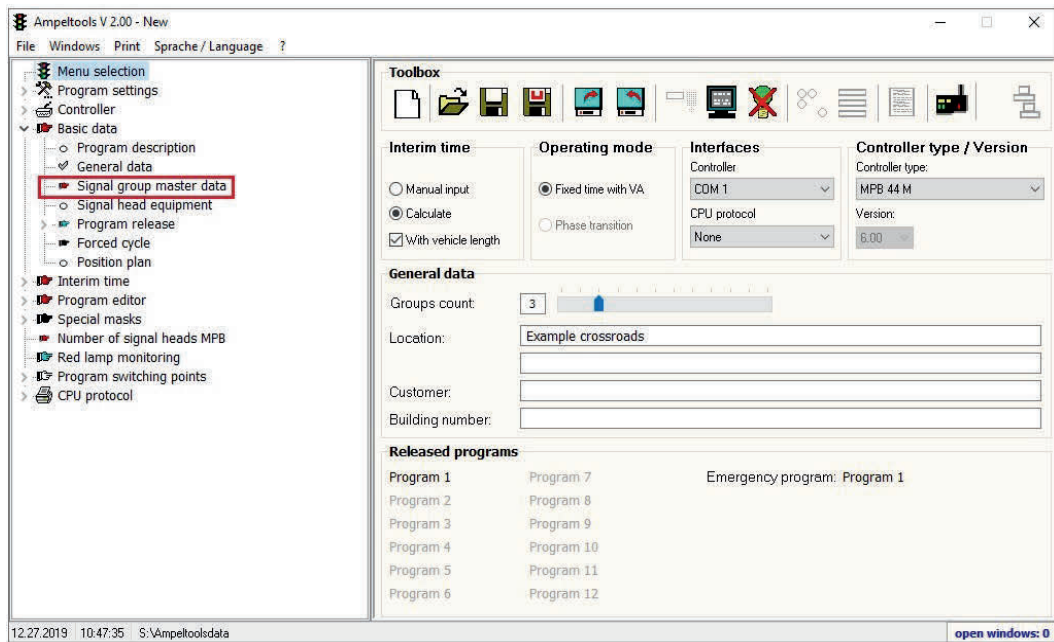 Ampeltools V 2.00 - New
File Windows Print Sprache / Language ?
Menu selection
Program settings
Controller
Basic data
Program description
General data
Signal group master data
Signal head equipment
Program release
Forced cycle
Position plan
Interim time
Program editor
Special masks
Number of signal heads MPB
Red lamp monitoring
Program switching points
CPU protocol
Toolbox
Interim time
Manual input
Calculate
With vehicle length
Operating mode
Fixed time with VA
Phase transition
Interfaces
Controller
COM 1
CPU protocol
None
Controller type / Version
Controller type:
MPB 44 M
Version:
6.00
General data
Groups count: 3
Location: Example crossroads
Customer:
Building number:
Released programs
Program 1 Program 7 Emergency program: Program 1
Program 2 Program 8
Program 3 Program 9
Program 4 Program 10
Program 5 Program 11
Program 6 Program 12
12.27.2019 10:47:35 S:\Ampeltoolsdata open windows: 0